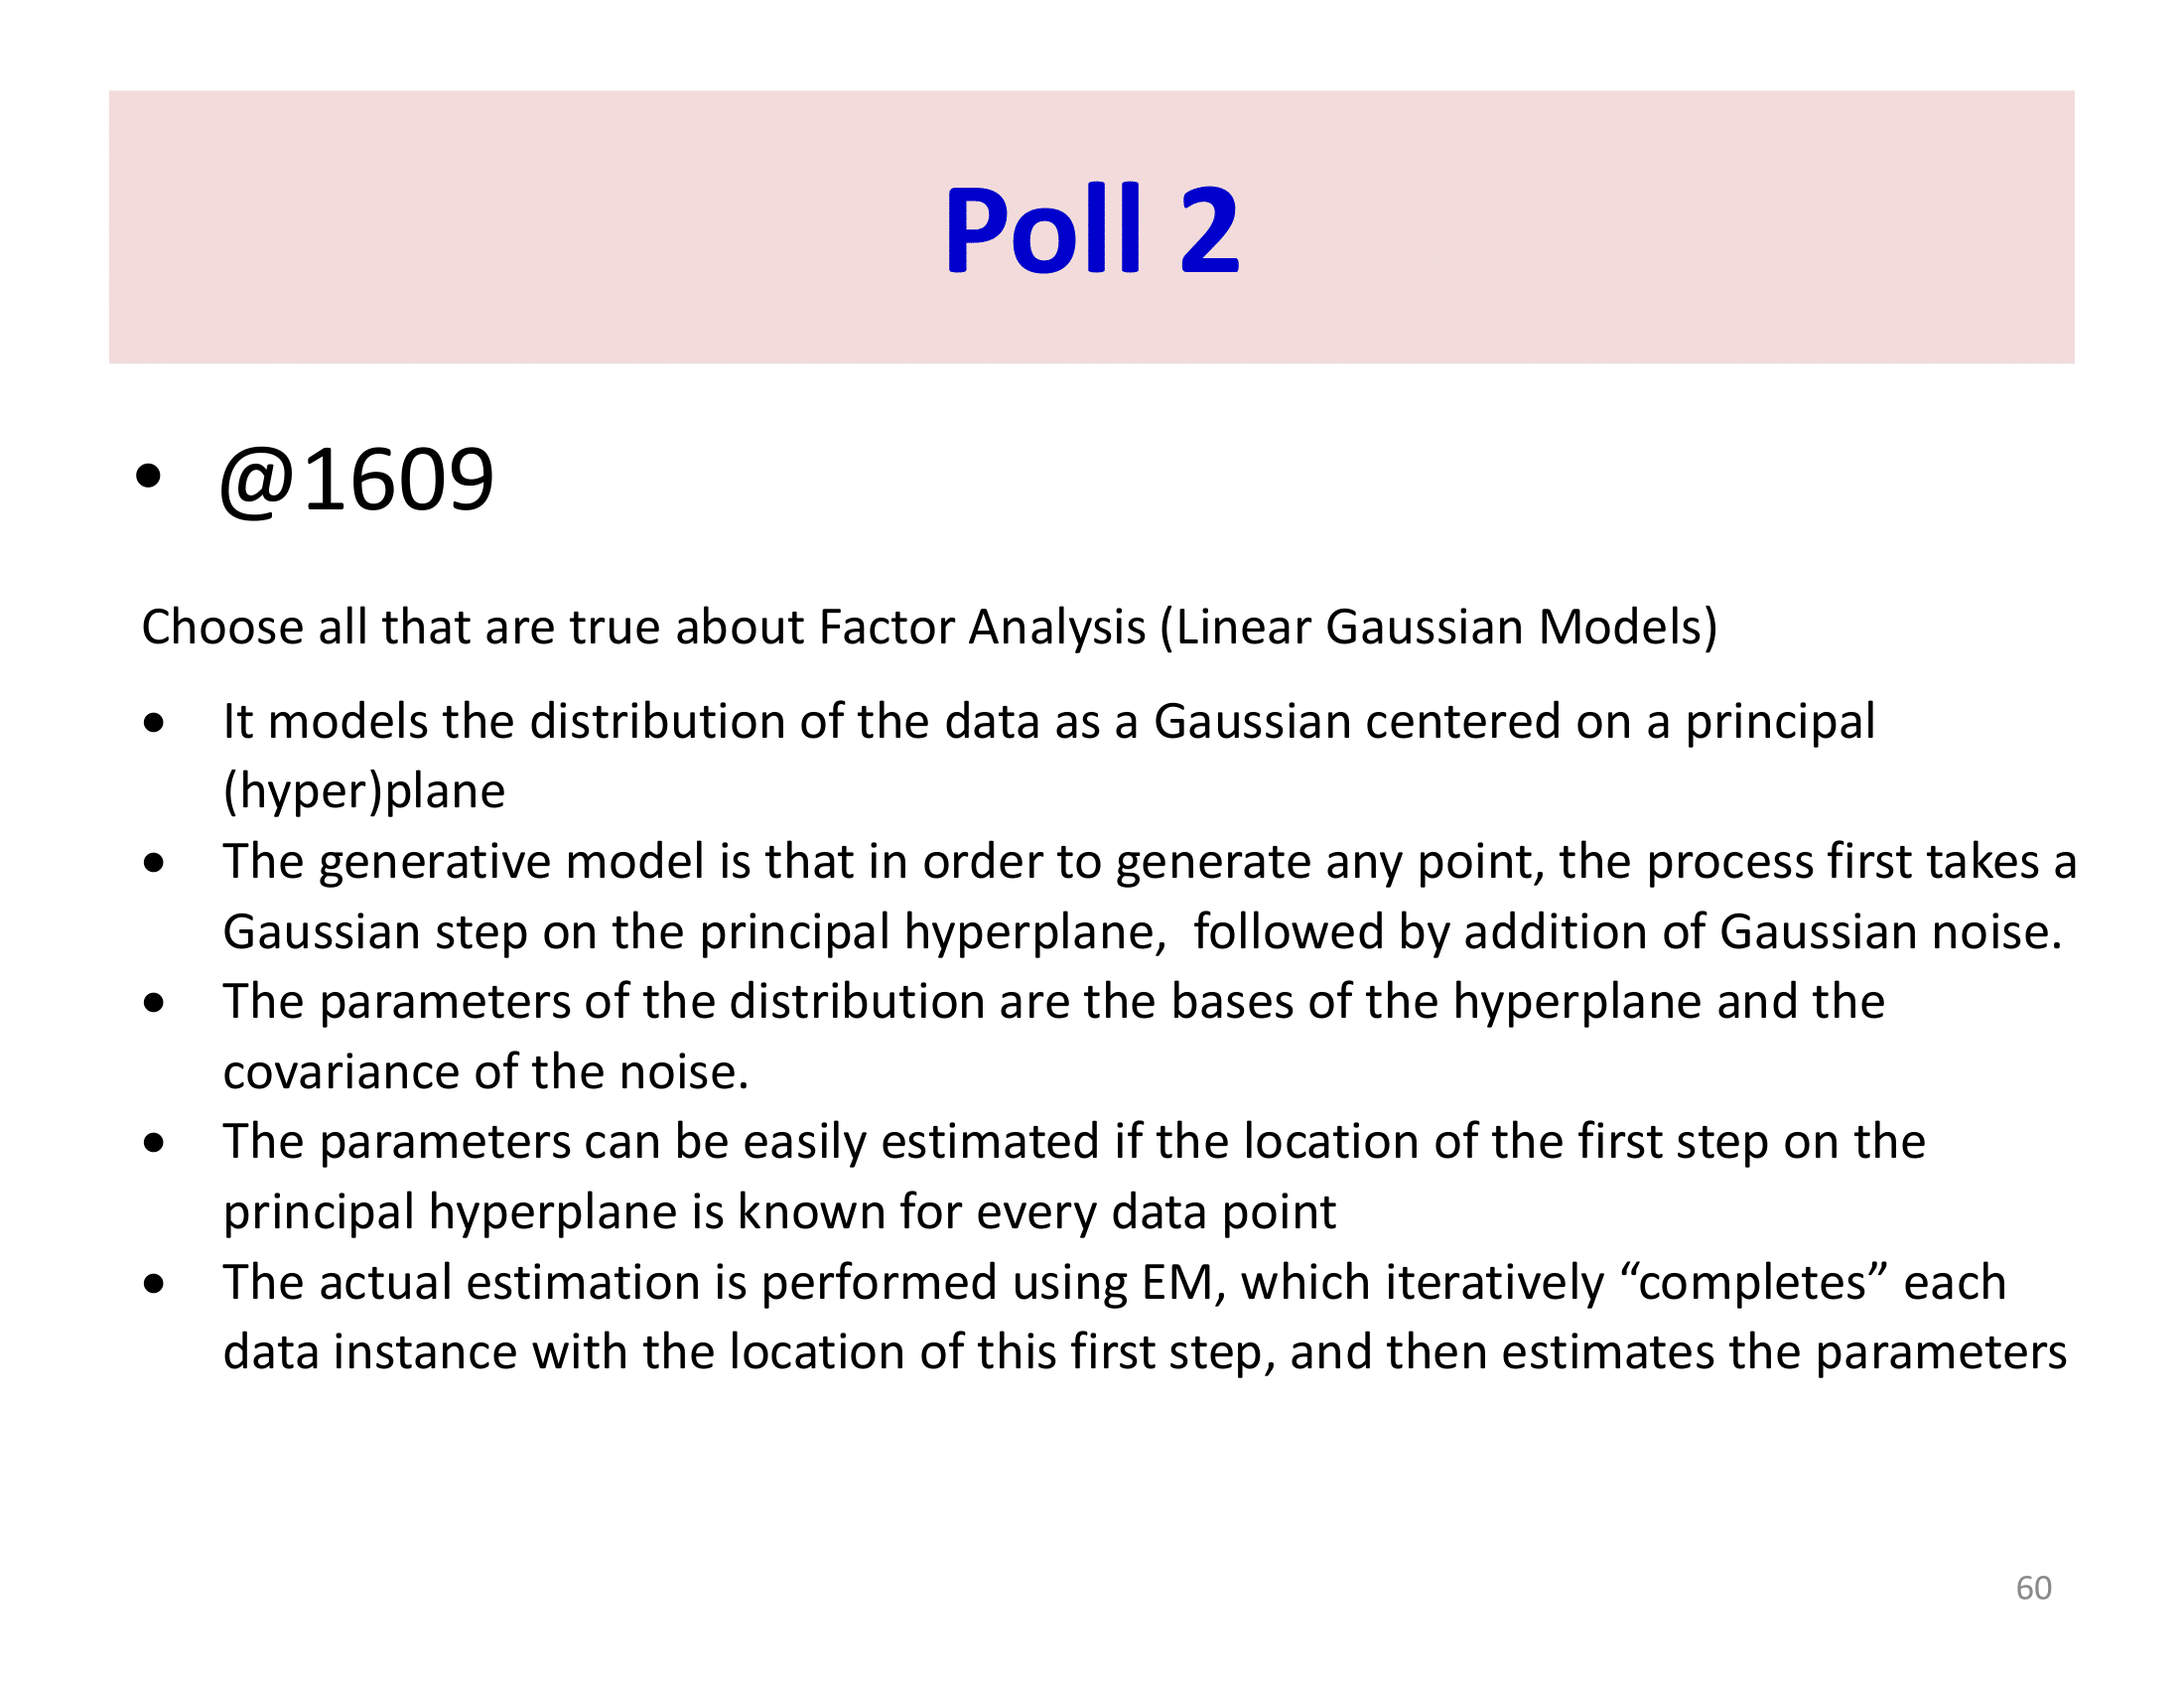 Poll 2
• @1609
Choose all that are true about Factor Analysis (Linear Gaussian Models)
• It models the distribution of the data as a Gaussian centered on a principal
(hyper)plane
• The generative model is that in order to generate any point, the process first takes a
Gaussian step on the principal hyperplane,  followed by addition of Gaussian noise.
• The parameters of the distribution are the bases of the hyperplane and the
covariance of the noise.
• The parameters can be easily estimated if the location of the first step on the
principal hyperplane is known for every data point
• The actual estimation is performed using EM, which iteratively “completes” each
data instance with the location of this first step, and then estimates the parameters
60